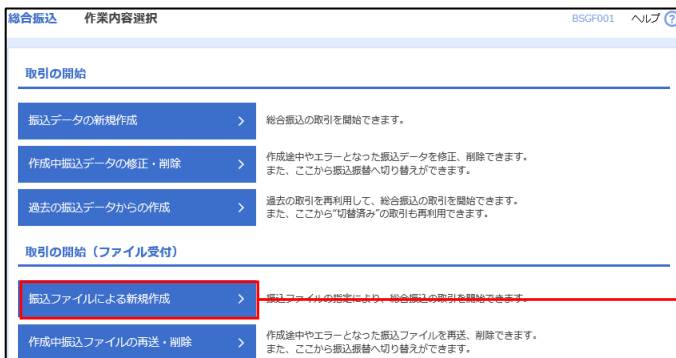 総合振込 作業内容選択 BSGF001 ヘルプ ?
取引の開始
振込データの新規作成 > 総合振込の取引を開始できます。
作成中振込データの修正・削除 > 作成途中やエラーとなった振込データを修正、削除できます。
また、ここから振込振替へ切り替えができます。
過去の振込データからの作成 > 過去の取引を再利用して、総合振込の取引を開始できます。
また、ここから"切替済み"の取引も再利用できます。
取引の開始（ファイル受付）
振込ファイルによる新規作成 > 振込ファイルの指定により、総合振込の取引を開始できます。
作成中振込ファイルの再送・削除 > 作成途中やエラーとなった振込ファイルを再送、削除できます。
また、ここから振込振替へ切り替えができます。